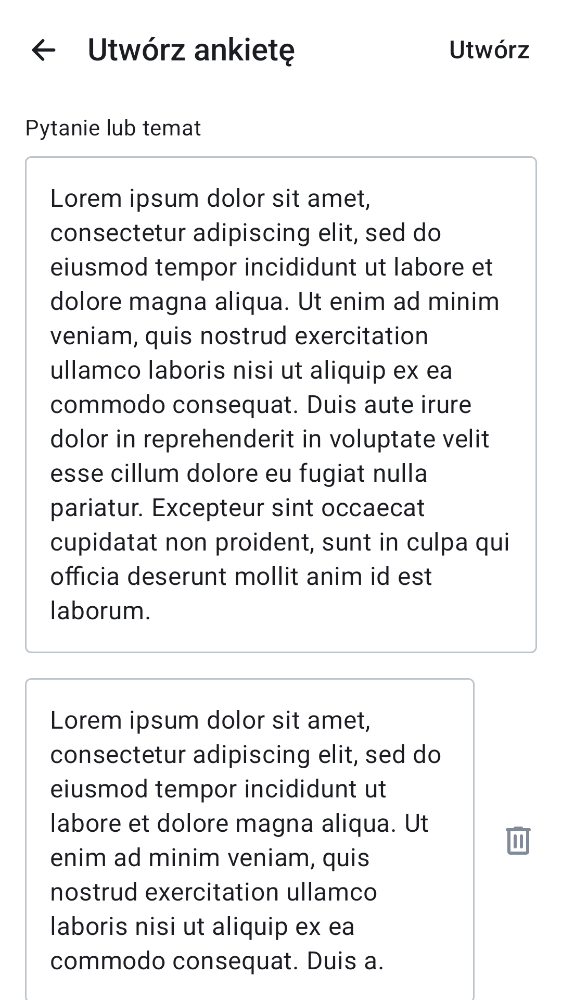 Utwórz ankietę
Utwórz
Pytanie lub temat
Lorem ipsum dolor sit amet,
consectetur adipiscing elit, sed do
eiusmod tempor incididunt ut labore et
dolore magna aliqua. Ut enim ad minim
veniam, quis nostrud exercitation
ullamco laboris nisi ut aliquip ex ea
commodo consequat. Duis aute irure
dolor in reprehenderit in voluptate velit
esse cillum dolore eu fugiat nulla
pariatur. Excepteur sint occaecat
cupidatat non proident, sunt in culpa qui
officia deserunt mollit anim id est
laborum.
Lorem ipsum dolor sit amet,
consectetur adipiscing elit, sed do
eiusmod tempor incididunt ut
labore et dolore magna aliqua. Ut
enim ad minim veniam, quis
nostrud exercitation ullamco
laboris nisi ut aliquip ex ea
commodo consequat. Duis a.